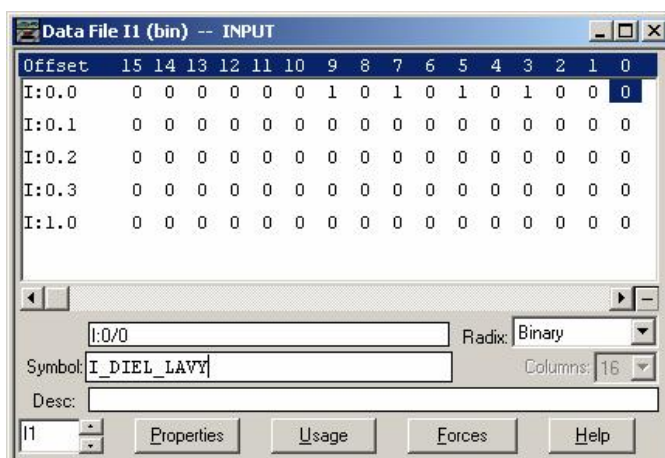 Data File I1 (bin) -- INPUT
Offset 15 14 13 12 11 10 9 8 7 6 5 4 3 2 1 0
I:0.0 0 0 0 0 0 0 1 0 1 0 1 0 1 0 0 0
I:0.1 0 0 0 0 0 0 0 0 0 0 0 0 0 0 0 0
I:0.2 0 0 0 0 0 0 0 0 0 0 0 0 0 0 0 0
I:0.3 0 0 0 0 0 0 0 0 0 0 0 0 0 0 0 0
I:1.0 0 0 0 0 0 0 0 0 0 0 0 0 0 0 0 0
I:0/0 Radix: Binary
Symbol: I_DIEL_LAVY Columns: 16
Desc:
I1 Properties Usage Forces Help